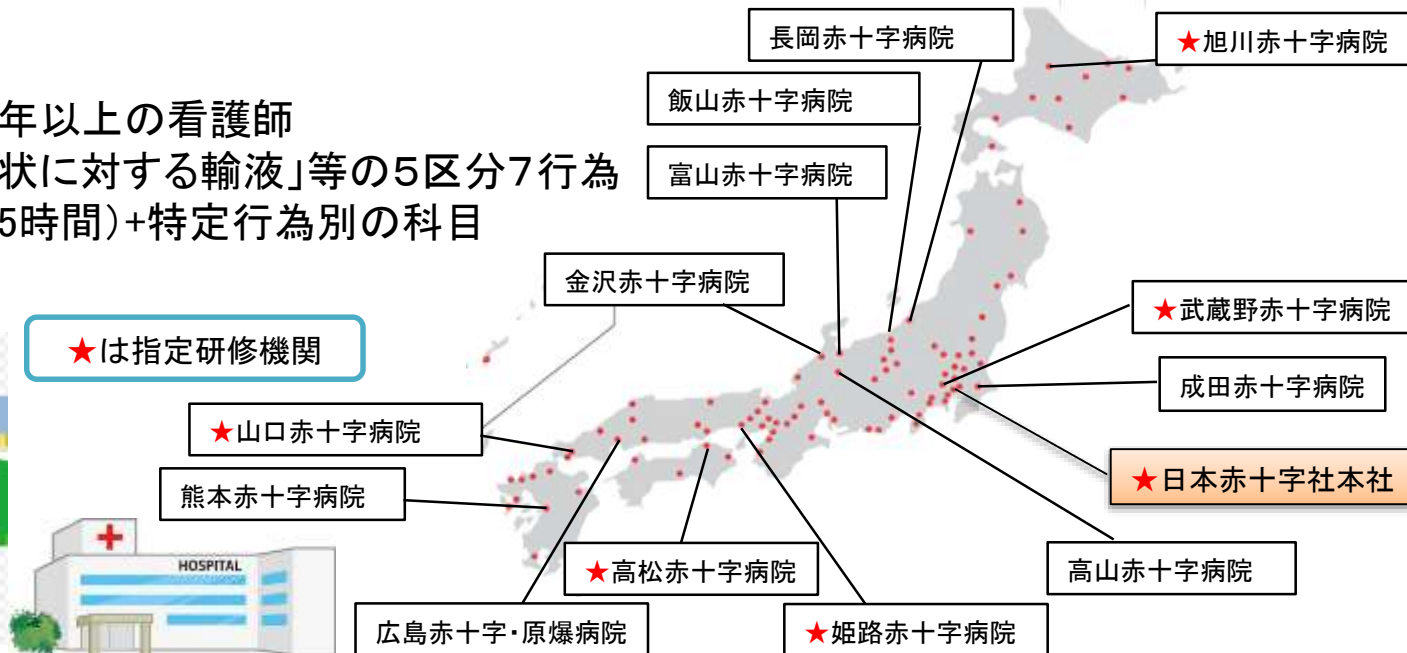 長岡赤十字病院
★旭川赤十字病院
飯山赤十字病院
年以上の看護師
状に対する輸液」等の5区分7行為
富山赤十字病院
5時間)+特定行為別の科目
金沢赤十字病院
★武蔵野赤十字病院
★は指定研修機関
成田赤十字病院
★山口赤十字病院
★日本赤十字社本社
熊本赤十字病院
HOSPITAL
★高松赤十字病院
高山赤十字病院
広島赤十字・原爆病院
★姫路赤十字病院